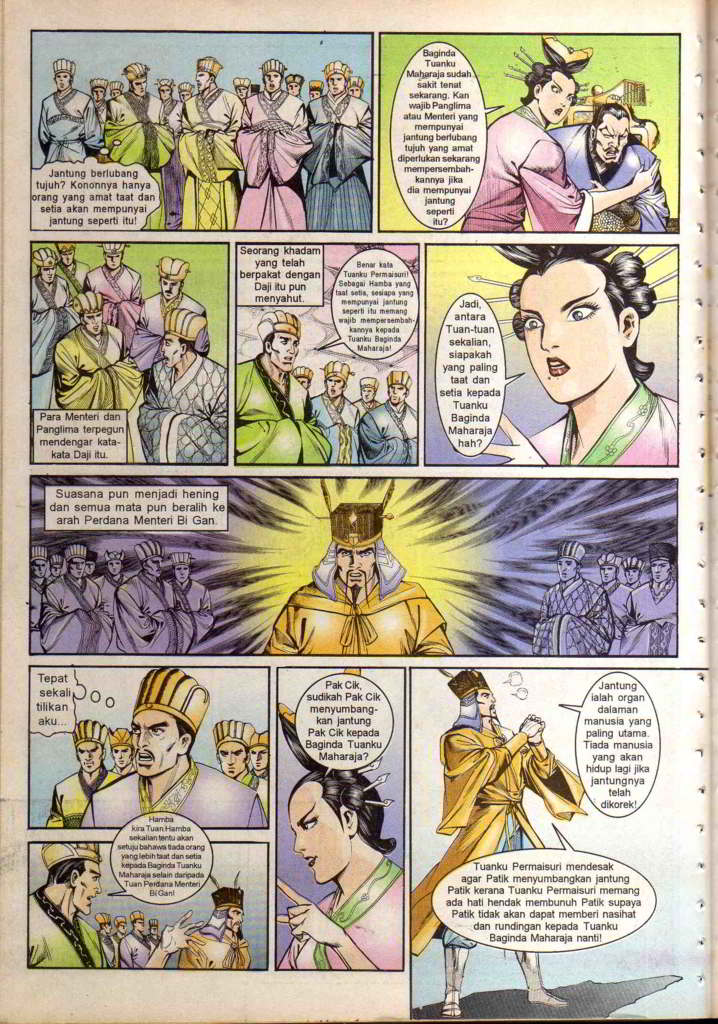 Jantung berlubang
tujuh? Kononnya hanya
orang yang amat taat dan
setia akan mempunyai
jantung seperti itu!
Baginda
Tuanku
Maharaja sudah
sakit tenat
sekarang. Kan
wajib Panglima
atau Menteri yang
mempunyai
jantung berlubang
tujuh yang amat
diperlukan sekarang
mempersembah-
kannya jika
dia mempunyai
jantung
seperti
itu?
Para Menteri dan
Panglima terpegun
mendengar kata-
kata Daji itu.
Seorang khadam
yang telah
berpakat dengan
Daji itu pun
menyahut.
Benar kata
Tuanku Permaisuri!
Sebagai Hamba yang
taat setia, sesiapa yang
mempunyai jantung
seperti itu memang
wajib mempersembah-
kannya kepada
Tuanku Baginda
Maharaja!
Jadi,
antara
Tuan-tuan
sekalian,
siapakah
yang paling
taat dan
setia kepada
Tuanku
Baginda
Maharaja
hah?
Suasana pun menjadi hening
dan semua mata pun beralih ke
arah Perdana Menteri Bi Gan.
Tepat
sekali
tilikan
aku...
Hamba
kira Tuan Hamba
sekalian tentu akan
setuju bahawa tiada orang
yang lebih taat dan setia
kepada Baginda Tuanku
Maharaja selain daripada
Tuan Perdana Menteri
Bi Gan!
Pak Cik,
sudikah Pak Cik
menyumbang-
kan jantung
Pak Cik kepada
Baginda Tuanku
Maharaja?
Jantung
ialah organ
dalaman
manusia yang
paling utama.
Tiada manusia
yang akan
hidup lagi jika
jantungnya
telah
dikorek!
Tuanku Permaisuri mendesak
agar Patik menyumbangkan jantung
Patik kerana Tuanku Permaisuri memang
ada hati hendak membunuh Patik supaya
Patik tidak akan dapat memberi nasihat
dan rundingan kepada Tuanku
Baginda Maharaja nanti!